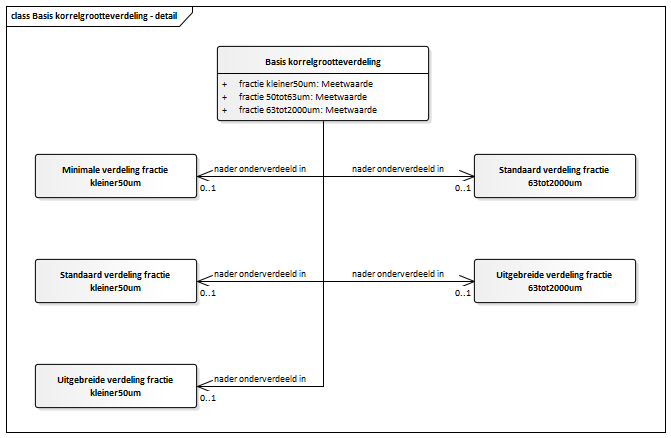 class Basis korrelgrootteverdeling - detail
Basis korrelgrootteverdeling
+ fractie kleiner50um: Meetwaarde
+ fractie 50tot63um: Meetwaarde
+ fractie 63tot2000um: Meetwaarde
Minimale verdeling fractie
kleiner50um
nader onderverdeeld in
0..1
nader onderverdeeld in
0..1
Standaard verdeling fractie
63tot2000um
Standaard verdeling fractie
kleiner50um
nader onderverdeeld in
0..1
nader onderverdeeld in
0..1
Uitgebreide verdeling fractie
63tot2000um
Uitgebreide verdeling fractie
kleiner50um
nader onderverdeeld in
0..1